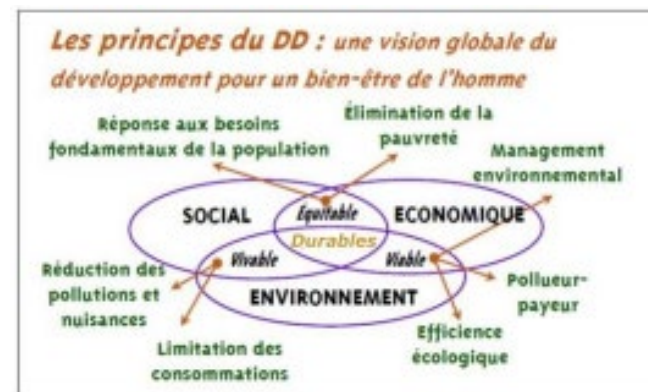 Les principes du DD : une vision globale du
développement pour un bien-être de l'homme
Réponse aux besoins
fondamentaux de la population
Élimination de la
pauvreté
Management
environnemental
SOCIAL
Equitable
ECONOMIQUE
Durables
Vivable
Viable
ENVIRONNEMENT
Réduction des
pollutions et
nuisances
Limitation des
consommations
Efficience
écologique
Pollueur-
payeur